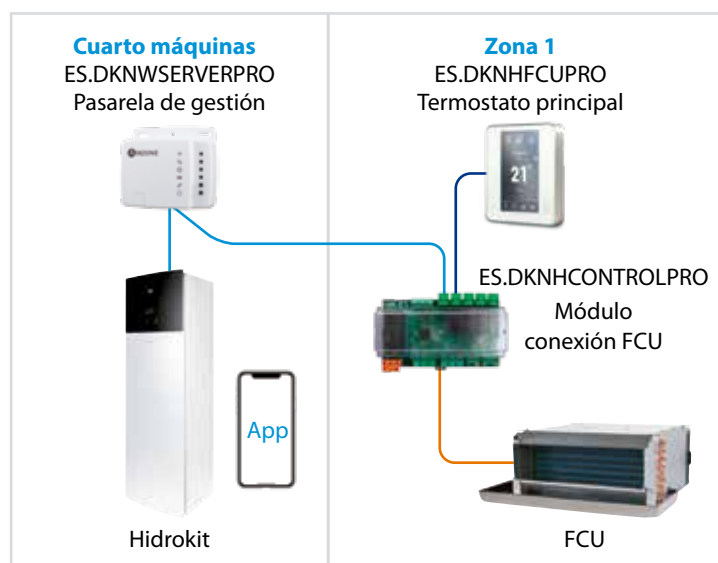 Cuarto máquinas
ES.DKNWSERVERPRO
Pasarela de gestión
AIRZONE
App
Hidrokit
Zona 1
ES.DKNHFCUPRO
Termostato principal
21
ES.DKNHCONTROLPRO
Módulo
conexión FCU
FCU